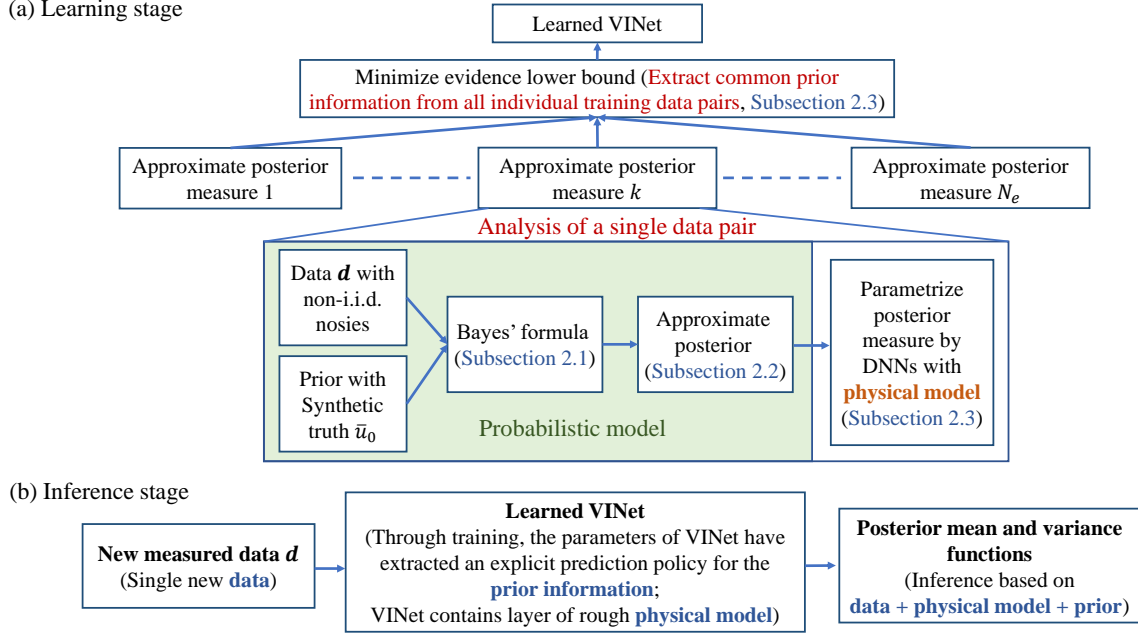 (a) Learning stage
Learned VINet
Minimize evidence lower bound (Extract common prior
information from all individual training data pairs, Subsection 2.3)
Approximate posterior
measure 1
Approximate posterior
measure k
Approximate posterior
measure Nₑ
Analysis of a single data pair
Data d with
non-i.i.d.
nosies
Prior with
Synthetic
truth ū₀
Bayes’ formula
(Subsection 2.1)
Approximate
posterior
(Subsection 2.2)
Probabilistic model
Parametrize
posterior
measure by
DNNs with
physical model
(Subsection 2.3)
(b) Inference stage
New measured data d
(Single new data)
Learned VINet
(Through training, the parameters of VINet have
extracted an explicit prediction policy for the
prior information;
VINet contains layer of rough physical model)
Posterior mean and variance
functions
(Inference based on
data + physical model + prior)